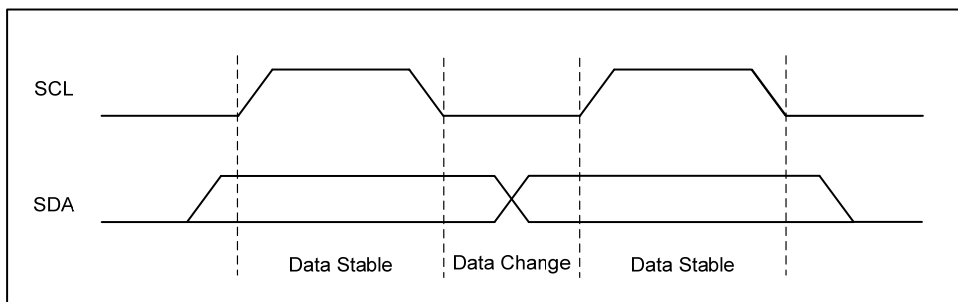 SCL
SDA
Data Stable
Data Change
Data Stable